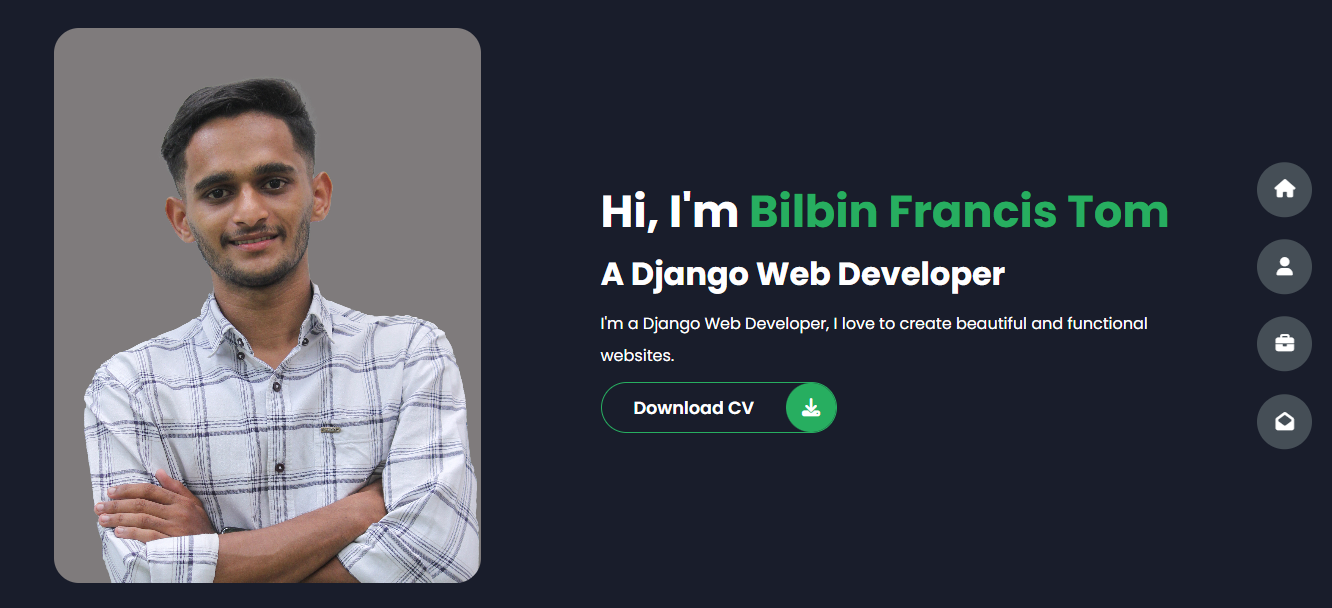 Hi, I'm Bilbin Francis Tom
A Django Web Developer
I'm a Django Web Developer, I love to create beautiful and functional
websites.
Download CV